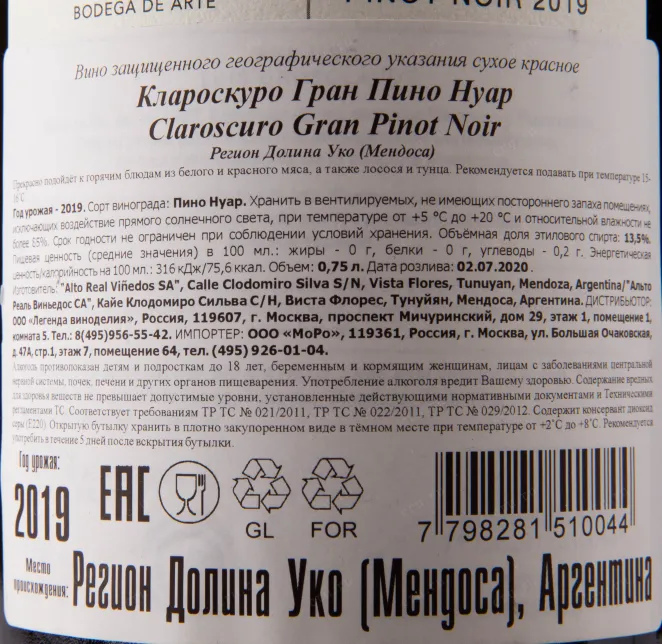 BODEGA DE ARTE
PINOT NOIR 2019
Вино защищенного географического указания сухое красное
Клароскуро Гран Пино Нуар
Claroscuro Gran Pinot Noir
Регион Долина Уко (Мендоса)
Прекрасно подойдёт к горячим блюдам из белого и красного мяса, а также лосося и тунца. Рекомендуется подавать при температуре 15-
16°С
Год урожая - 2019. Сорт винограда: Пино Нуар. Хранить в вентилируемых, не имеющих постороннего запаха помещениях,
исключающих воздействие прямого солнечного света, при температуре от +5 °С до +20 °С и относительной влажности не
более 85%. Срок годности не ограничен при соблюдении условий хранения. Объёмная доля этилового спирта: 13,5%.
Пищевая ценность (средние значения) в 100 мл.: жиры - 0 г, белки - 0 г, углеводы - 0,2 г. Энергетическая
ценность/калорийность на 100 мл.: 316 кДж/75,6 ккал. Объем: 0,75 л. Дата розлива: 02.07.2020.
Изготовитель: "Alto Real Viñedos SA", Calle Clodomiro Silva S/N, Vista Flores, Tunuyan, Mendoza, Argentina/"Альто
Реаль Виньедос СА", Кайе Клодомиро Сильва С/Н, Виста Флорес, Тунуйян, Мендоса, Аргентина. ДИСТРИБЬЮТОР:
ООО «Легенда виноделия», Россия, 119607, г. Москва, проспект Мичуринский, дом 29, этаж 1, помещение 1,
комната 5. Тел.: 8(495)956-55-42. ИМПОРТЕР: ООО «МоРо», 119361, Россия, г. Москва, ул. Большая Очаковская,
д. 47А, стр.1, этаж 7, помещение 64, тел. (495) 926-01-04.
Алкоголь противопоказан детям и подросткам до 18 лет, беременным и кормящим женщинам, лицам с заболеваниями центральной
нервной системы, почек, печени и других органов пищеварения. Употребление алкоголя вредит Вашему здоровью. Содержание вредных
для здоровья веществ не превышает допустимые уровни, установленные действующими нормативными документами и Техническими
регламентами ТС. Соответствует требованиям ТР ТС № 021/2011, ТР ТС № 022/2011, ТР ТС № 029/2012. Содержит консервант диоксид
серы (Е220). Открытую бутылку хранить в плотно закупоренном виде в тёмном месте при температуре от +2°С до +8°С. Рекомендуется
употребить в течение 5 дней после вскрытия бутылки.
Год урожая:
2019
EAC
GL
FOR
7 798281 510044
Место
происхождения:
Регион Долина Уко (Мендоса), Аргентина